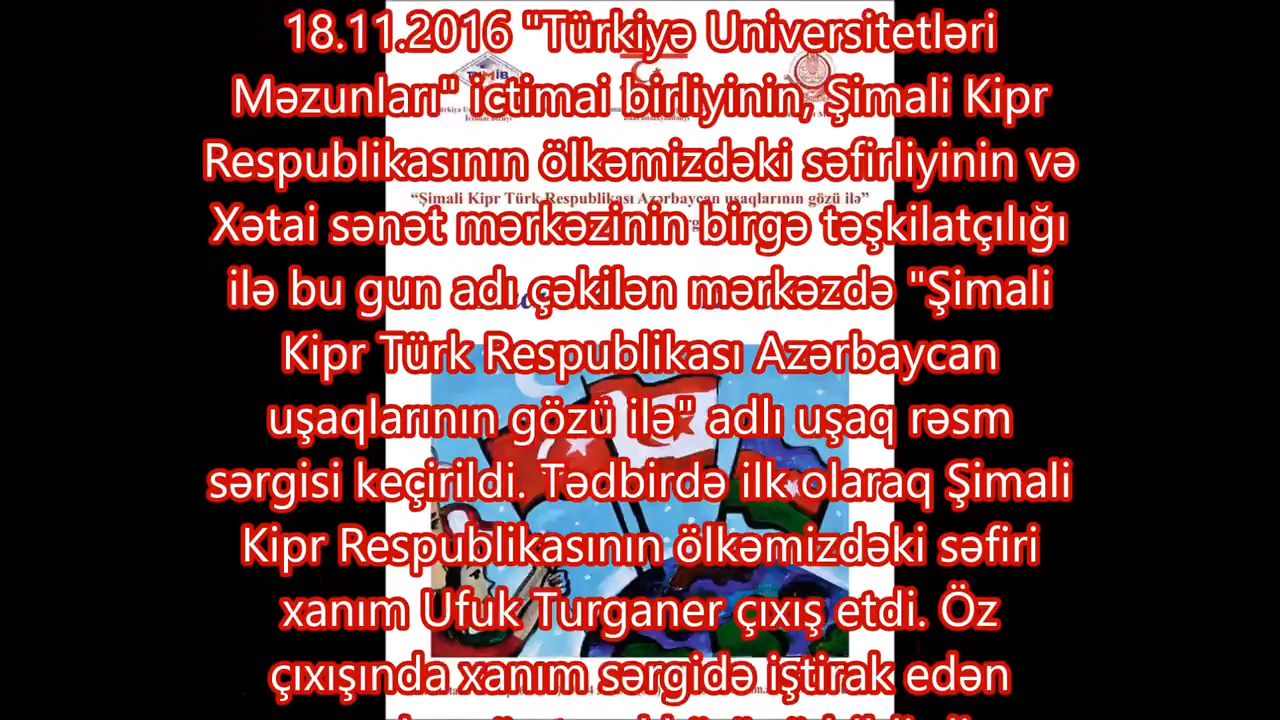 18.11.2016 "Türkiyə Universitetləri
Məzunları" ictimai birliyinin, Şimali Kipr
Respublikasının ölkəmizdəki səfirliyinin və
"Şimali Kipr Türk Respublikası Azərbaycan uşaqlarının gözü ilə"
Xətai sənət mərkəzinin birgə təşkilatçılığı
ilə bu gun adı çəkilən mərkəzdə "Şimali
Kipr Türk Respublikası Azərbaycan
uşaqlarının gözü ilə" adlı uşaq rəsm
sərgisi keçirildi. Tədbirdə ilk olaraq Şimali
Kipr Respublikasının ölkəmizdəki səfiri
xanım Ufuk Turganer çıxış etdi. Öz
çıxışında xanım sərgidə iştirak edən